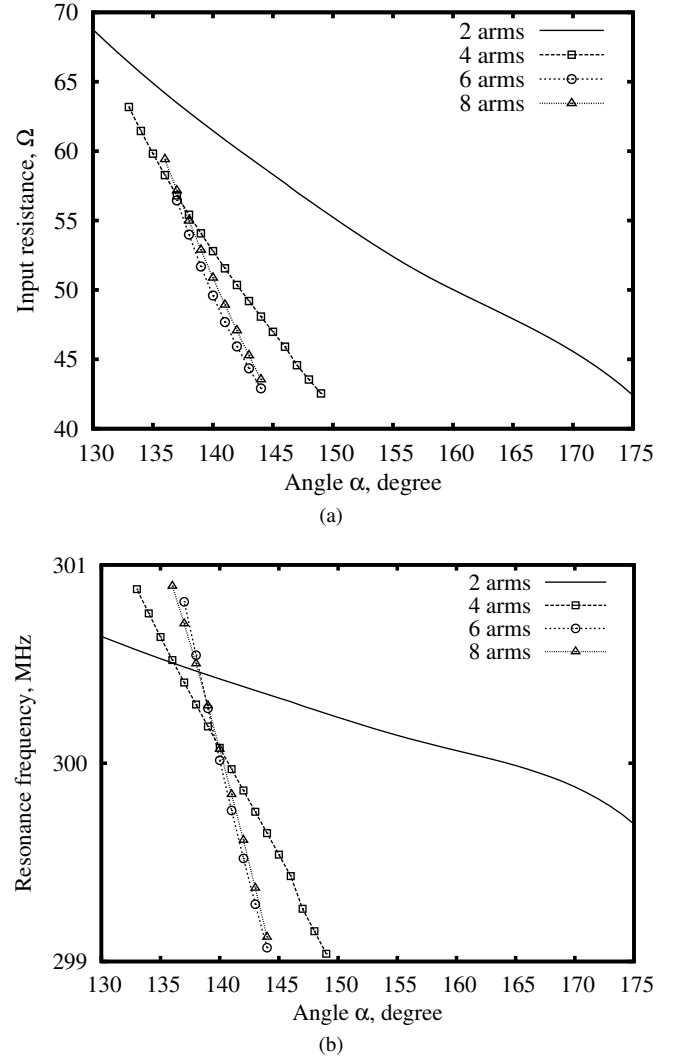 70
65
60
55
50
45
40
Input resistance, Ω
2 arms
4 arms
6 arms
8 arms
130 135 140 145 150 155 160 165 170 175
Angle α, degree
(a)
301
300
299
Resonance frequency, MHz
2 arms
4 arms
6 arms
8 arms
130 135 140 145 150 155 160 165 170 175
Angle α, degree
(b)